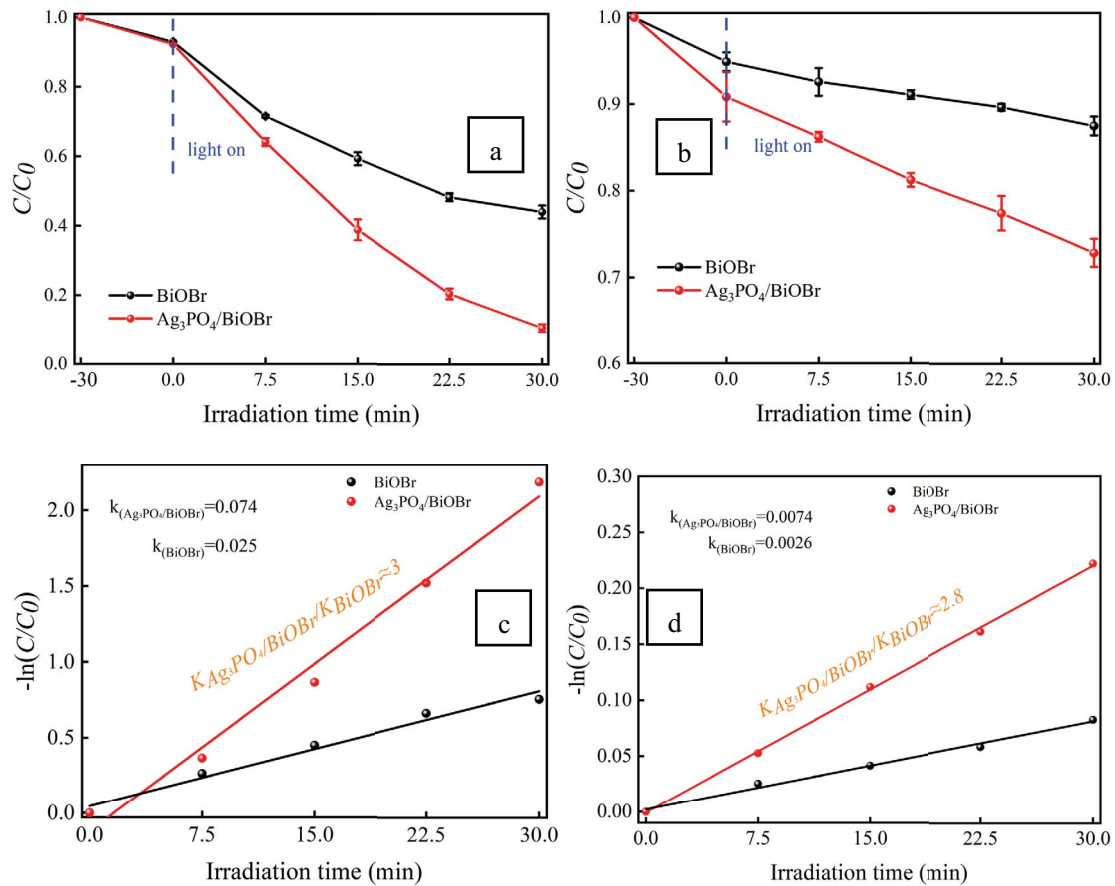 1.0
0.8
0.6
0.4
0.2
0.0
C/C0
light on
a
BiOBr
Ag₃PO₄/BiOBr
-30 0.0 7.5 15.0 22.5 30.0
Irradiation time (min)
1.0
0.9
0.8
0.7
0.6
C/C0
light on
b
BiOBr
Ag₃PO₄/BiOBr
-30 0.0 7.5 15.0 22.5 30.0
Irradiation time (min)
2.0
1.5
1.0
0.5
0.0
-ln(C/C0)
BiOBr
Ag₃PO₄/BiOBr
k(Ag₃PO₄/BiOBr)=0.074
k(BiOBr)=0.025
KAg₃PO₄/BiOBr/KBiOBr≈3
c
0.0 7.5 15.0 22.5 30.0
Irradiation time (min)
0.30
0.25
0.20
0.15
0.10
0.05
0.00
-ln(C/C0)
BiOBr
Ag₃PO₄/BiOBr
k(Ag₃PO₄/BiOBr)=0.0074
k(BiOBr)=0.0026
KAg₃PO₄/BiOBr/KBiOBr≈2.8
d
0.0 7.5 15.0 22.5 30.0
Irradiation time (min)